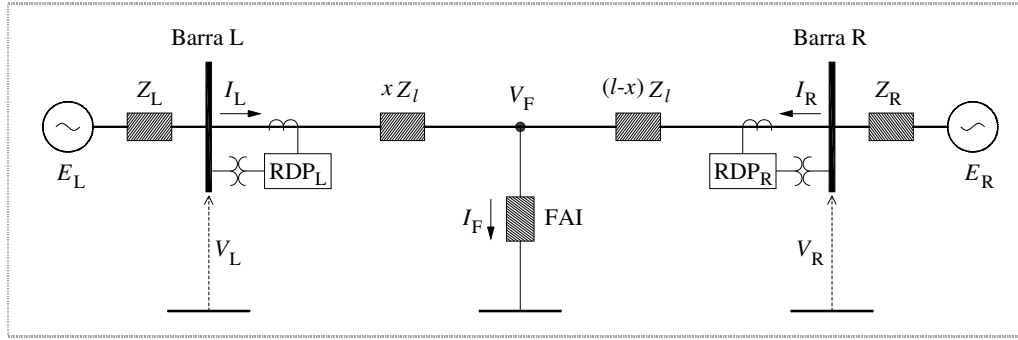 Barra L
Barra R
Z_L
I_L
x Z_l
V_F
(l-x) Z_l
I_R
Z_R
E_L
RDP_L
RDP_R
E_R
I_F
FAI
V_L
V_R